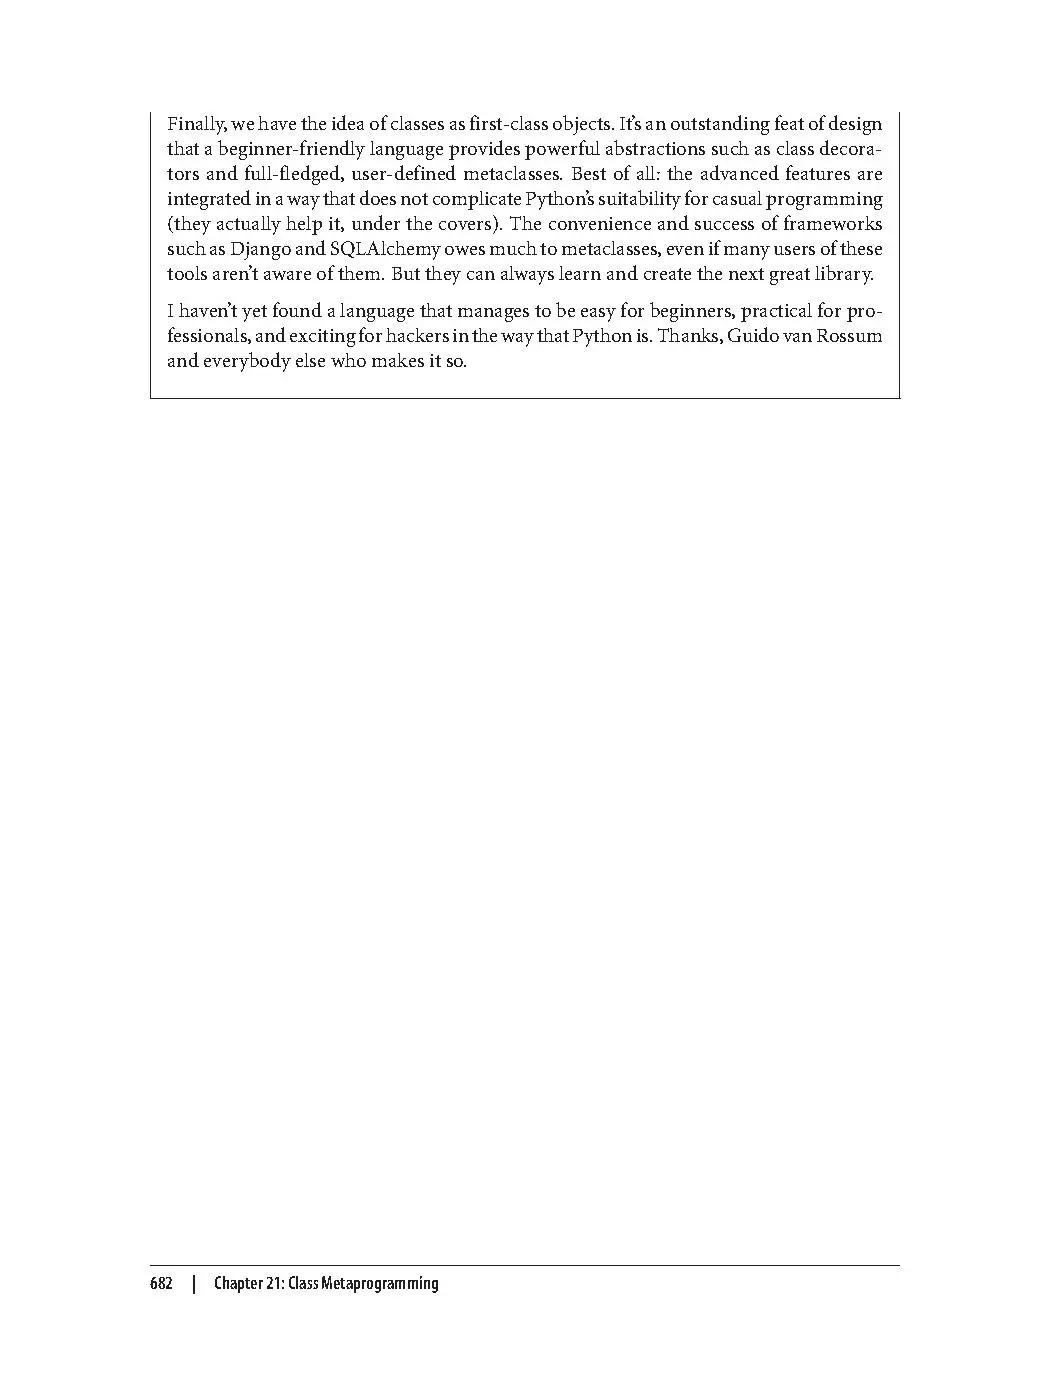 Finally, we have the idea of classes as first-class objects. It’s an outstanding feat of design
that a beginner-friendly language provides powerful abstractions such as class decora-
tors and full-fledged, user-defined metaclasses. Best of all: the advanced features are
integrated in a way that does not complicate Python’s suitability for casual programming
(they actually help it, under the covers). The convenience and success of frameworks
such as Django and SQLAlchemy owes much to metaclasses, even if many users of these
tools aren’t aware of them. But they can always learn and create the next great library.
I haven’t yet found a language that manages to be easy for beginners, practical for pro-
fessionals, and exciting for hackers in the way that Python is. Thanks, Guido van Rossum
and everybody else who makes it so.
682 | Chapter 21: Class Metaprogramming